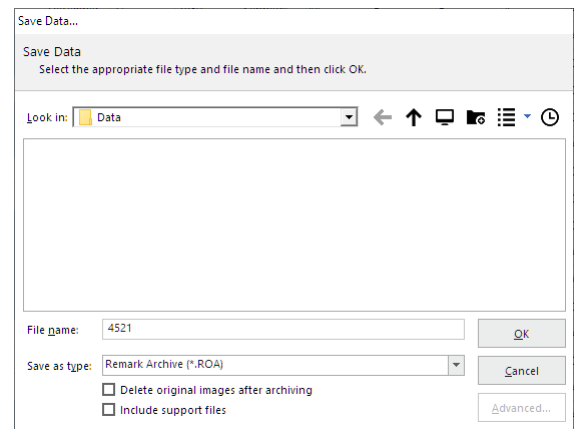 Save Data...
Save Data
Select the appropriate file type and file name and then click OK.
Look in: Data
File name: 4521 OK
Save as type: Remark Archive (*.ROA) Cancel
Delete original images after archiving
Include support files Advanced...